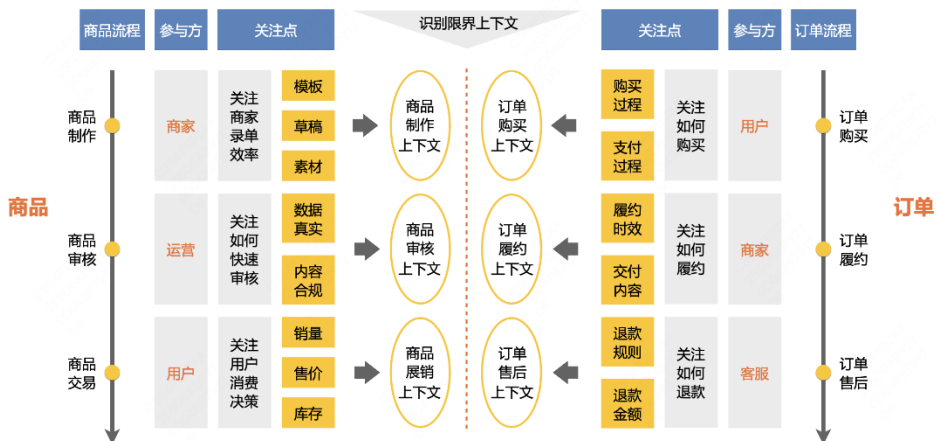 商品流程
参与方
关注点
识别限界上下文
关注点
参与方
订单流程
商品
商品
制作
商家
关注
商家
录单
效率
模板
草稿
素材
商品
制作
上下文
订单
购买
上下文
购买
过程
支付
过程
关注
如何
购买
用户
订单
购买
商品
审核
运营
关注
如何
快速
审核
数据
真实
内容
合规
商品
审核
上下文
订单
履约
上下文
履约
时效
交付
内容
关注
如何
履约
商家
订单
履约
订单
商品
交易
用户
关注
用户
消费
决策
销量
售价
库存
商品
展销
上下文
订单
售后
上下文
退款
规则
退款
金额
关注
如何
退款
客服
订单
售后